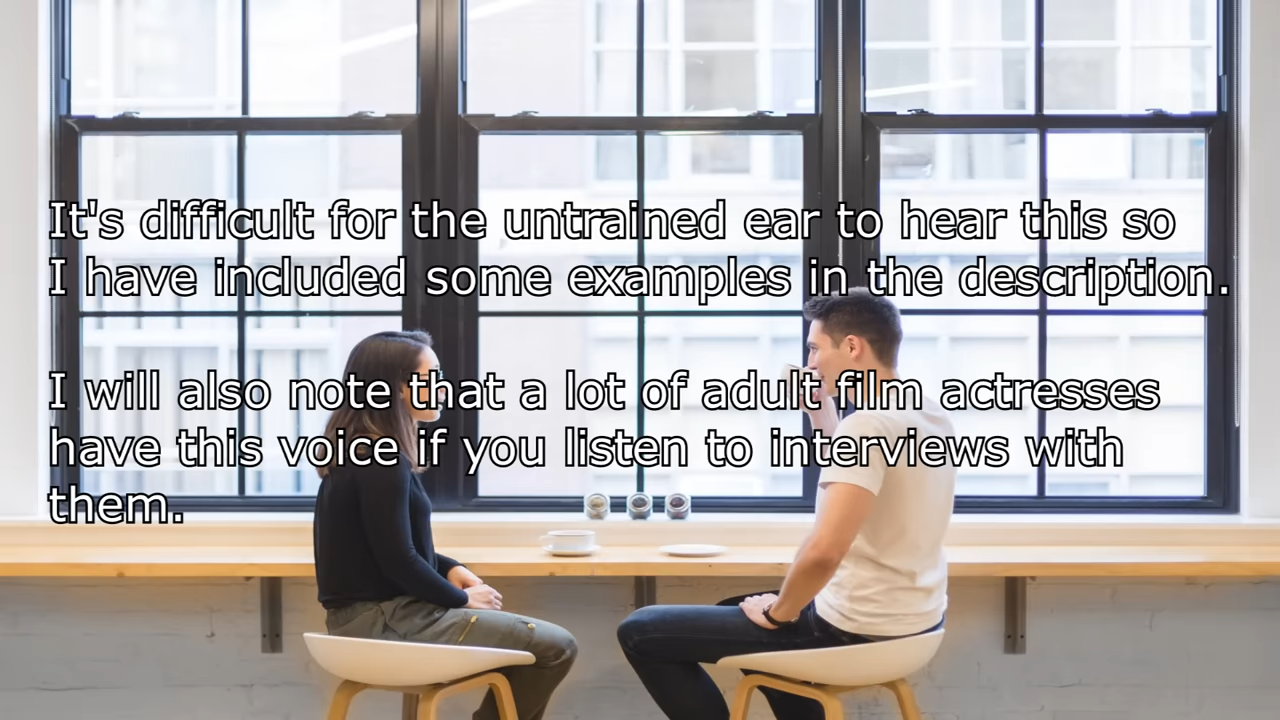 It's difficult for the untrained ear to hear this so
I have included some examples in the description.
I will also note that a lot of adult film actresses
have this voice if you listen to interviews with
them.